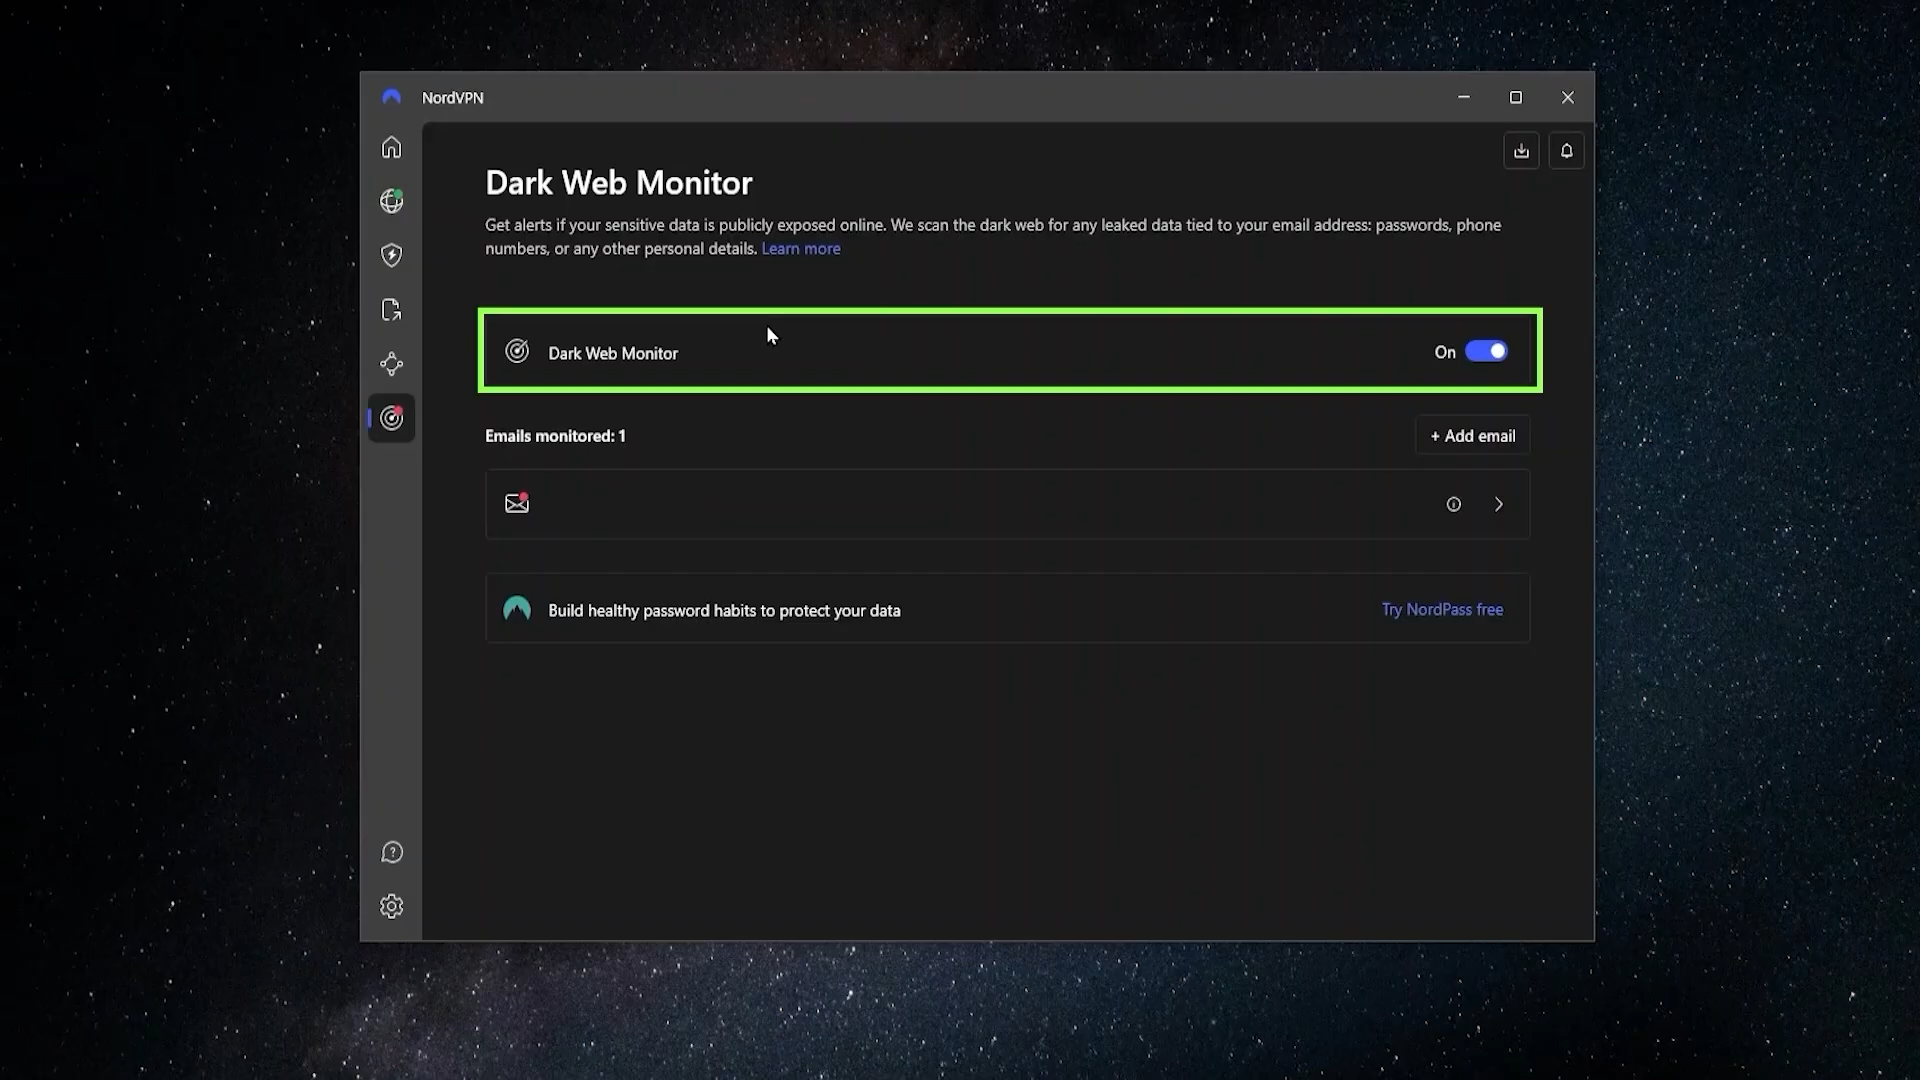 NordVPN
Dark Web Monitor
Get alerts if your sensitive data is publicly exposed online. We scan the dark web for any leaked data tied to your email address: passwords, phone
numbers, or any other personal details. Learn more
Dark Web Monitor
On
Emails monitored: 1
+ Add email
Build healthy password habits to protect your data
Try NordPass free